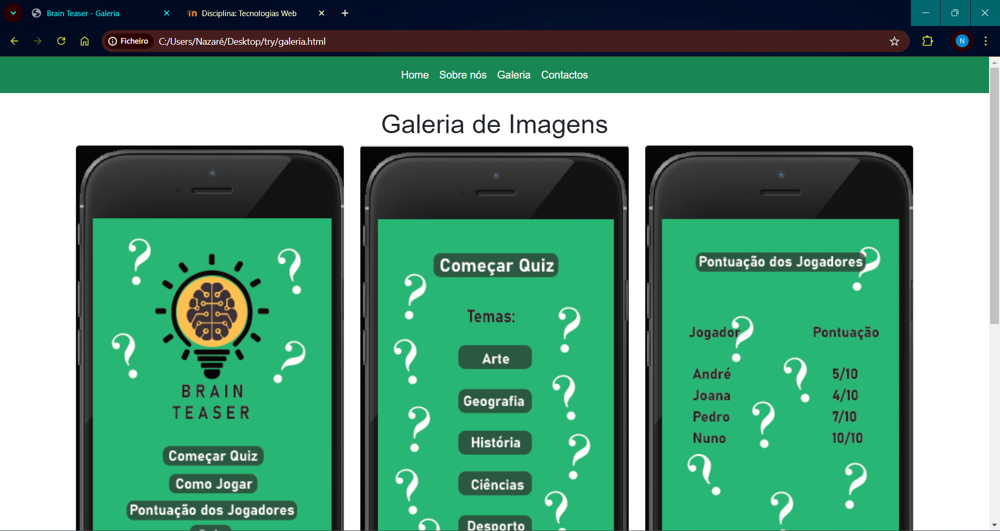 Brain Teaser - Galeria
Disciplina: Tecnologias Web
Ficheiro
C:/Users/Nazaré/Desktop/try/galeria.html
N
Home Sobre nós Galeria Contactos
Galeria de Imagens
BRAIN
TEASER
Começar Quiz
Como Jogar
Pontuação dos Jogadores
Começar Quiz
Temas:
Arte
Geografia
História
Ciências
Desporto
Pontuação dos Jogadores
Jogador Pontuação
André 5/10
Joana 4/10
Pedro 7/10
Nuno 10/10